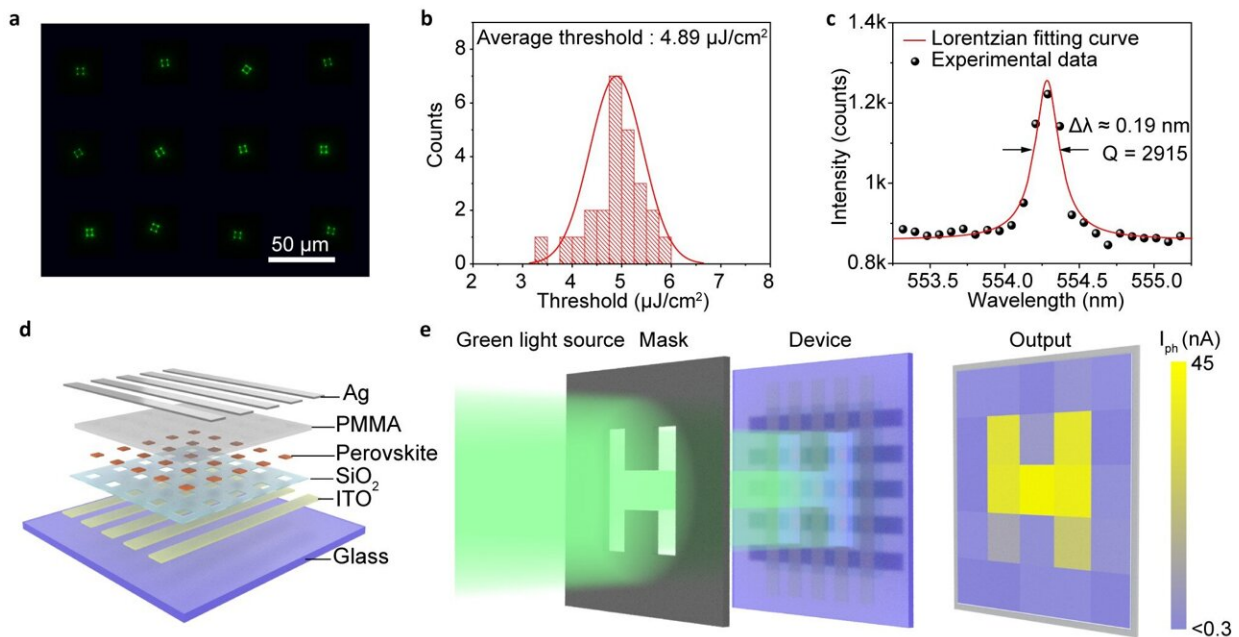 a
50 μm
b
Average threshold : 4.89 μJ/cm²
Counts
8
6
4
2
0
2 3 4 5 6 7 8
Threshold (μJ/cm²)
c
Lorentzian fitting curve
Experimental data
Δλ ≈ 0.19 nm
Q = 2915
Intensity (counts)
1.4k
1.2k
1k
0.8k
553.5 554.0 554.5 555.0
Wavelength (nm)
d
Ag
PMMA
Perovskite
SiO₂
ITO
Glass
e
Green light source Mask Device Output
I_ph (nA)
45
<0.3